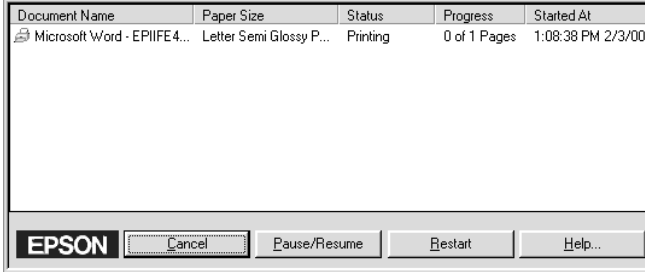 Document Name Paper Size Status Progress Started At
Microsoft Word - EPIIFE4... Letter Semi Glossy P... Printing 0 of 1 Pages 1:08:38 PM 2/3/00
EPSON Cancel Pause/Resume Restart Help...